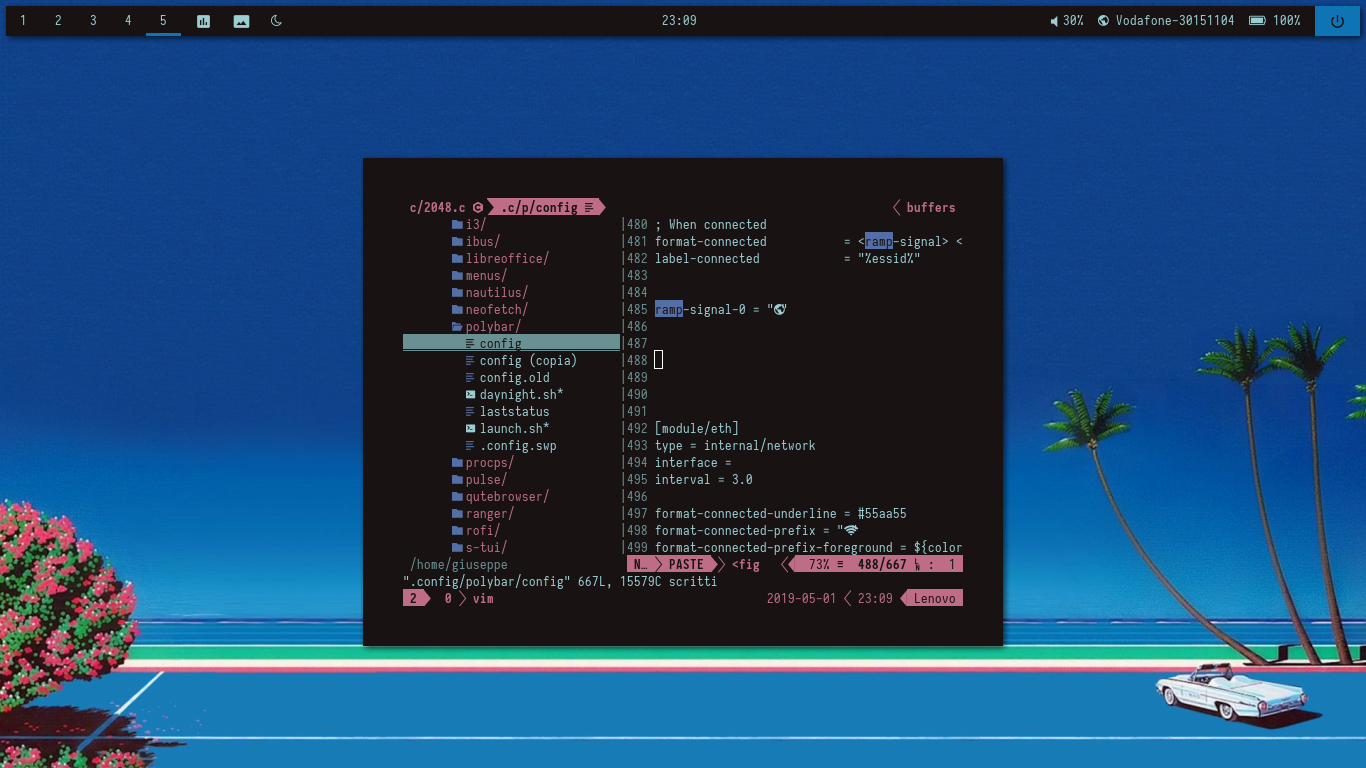 1 2 3 4 5 23:09 30% Vodafone-30151104 100%
c/2048.c .c/p/config buffers
i3/ 480 ; When connected
ibus/ 481 format-connected = <ramp-signal> <
libreoffice/ 482 label-connected = "%essid%"
menus/ 483
nautilus/ 484
neofetch/ 485 ramp-signal-0 = ""
polybar/ 486
config 487
config (copia) 488
config.old 489
daynight.sh* 490
laststatus 491
launch.sh* 492 [module/eth]
.config.swp 493 type = internal/network
procps/ 494 interface =
pulse/ 495 interval = 3.0
qutebrowser/ 496
ranger/ 497 format-connected-underline = #55aa55
rofi/ 498 format-connected-prefix = "
s-tui/ 499 format-connected-prefix-foreground = ${color
/home/giuseppe N… PASTE <fig 73% ≡ 488/667 ㏑ : 1
".config/polybar/config" 667L, 15579C scritti
2 0 vim 2019-05-01 23:09 Lenovo